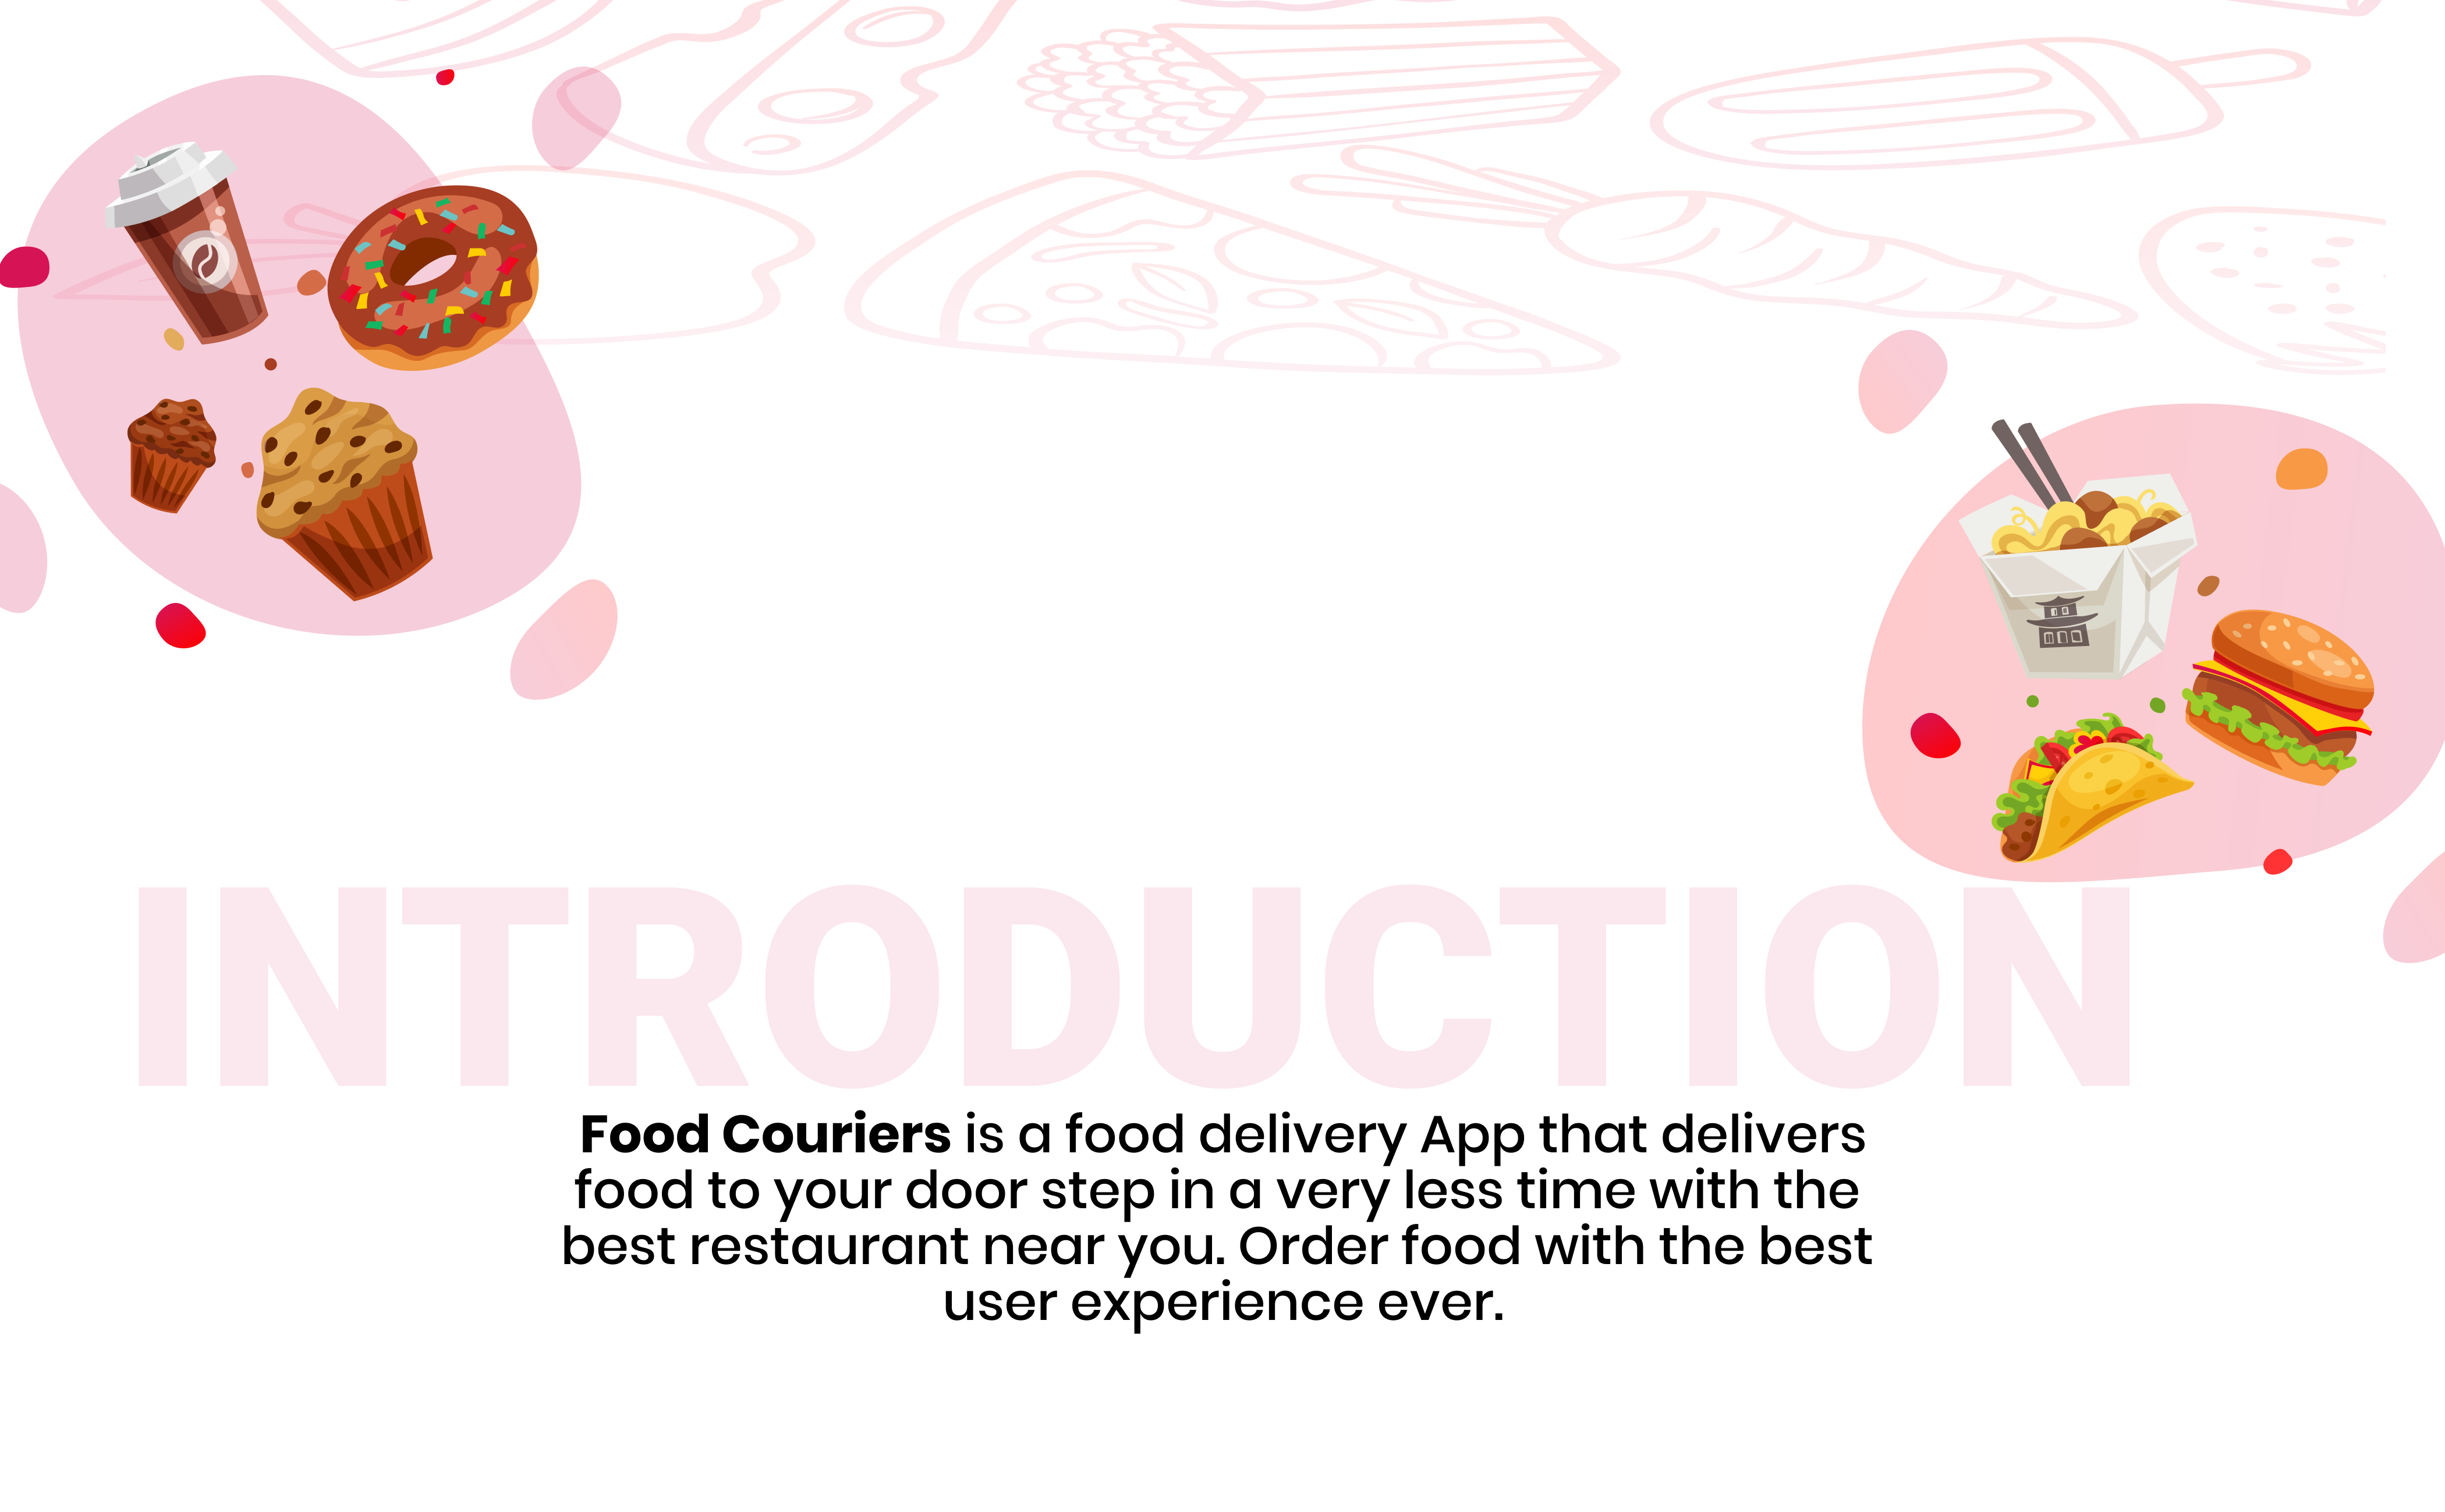 INTRODUCTION
Food Couriers is a food delivery App that delivers
food to your door step in a very less time with the
best restaurant near you. Order food with the best
user experience ever.